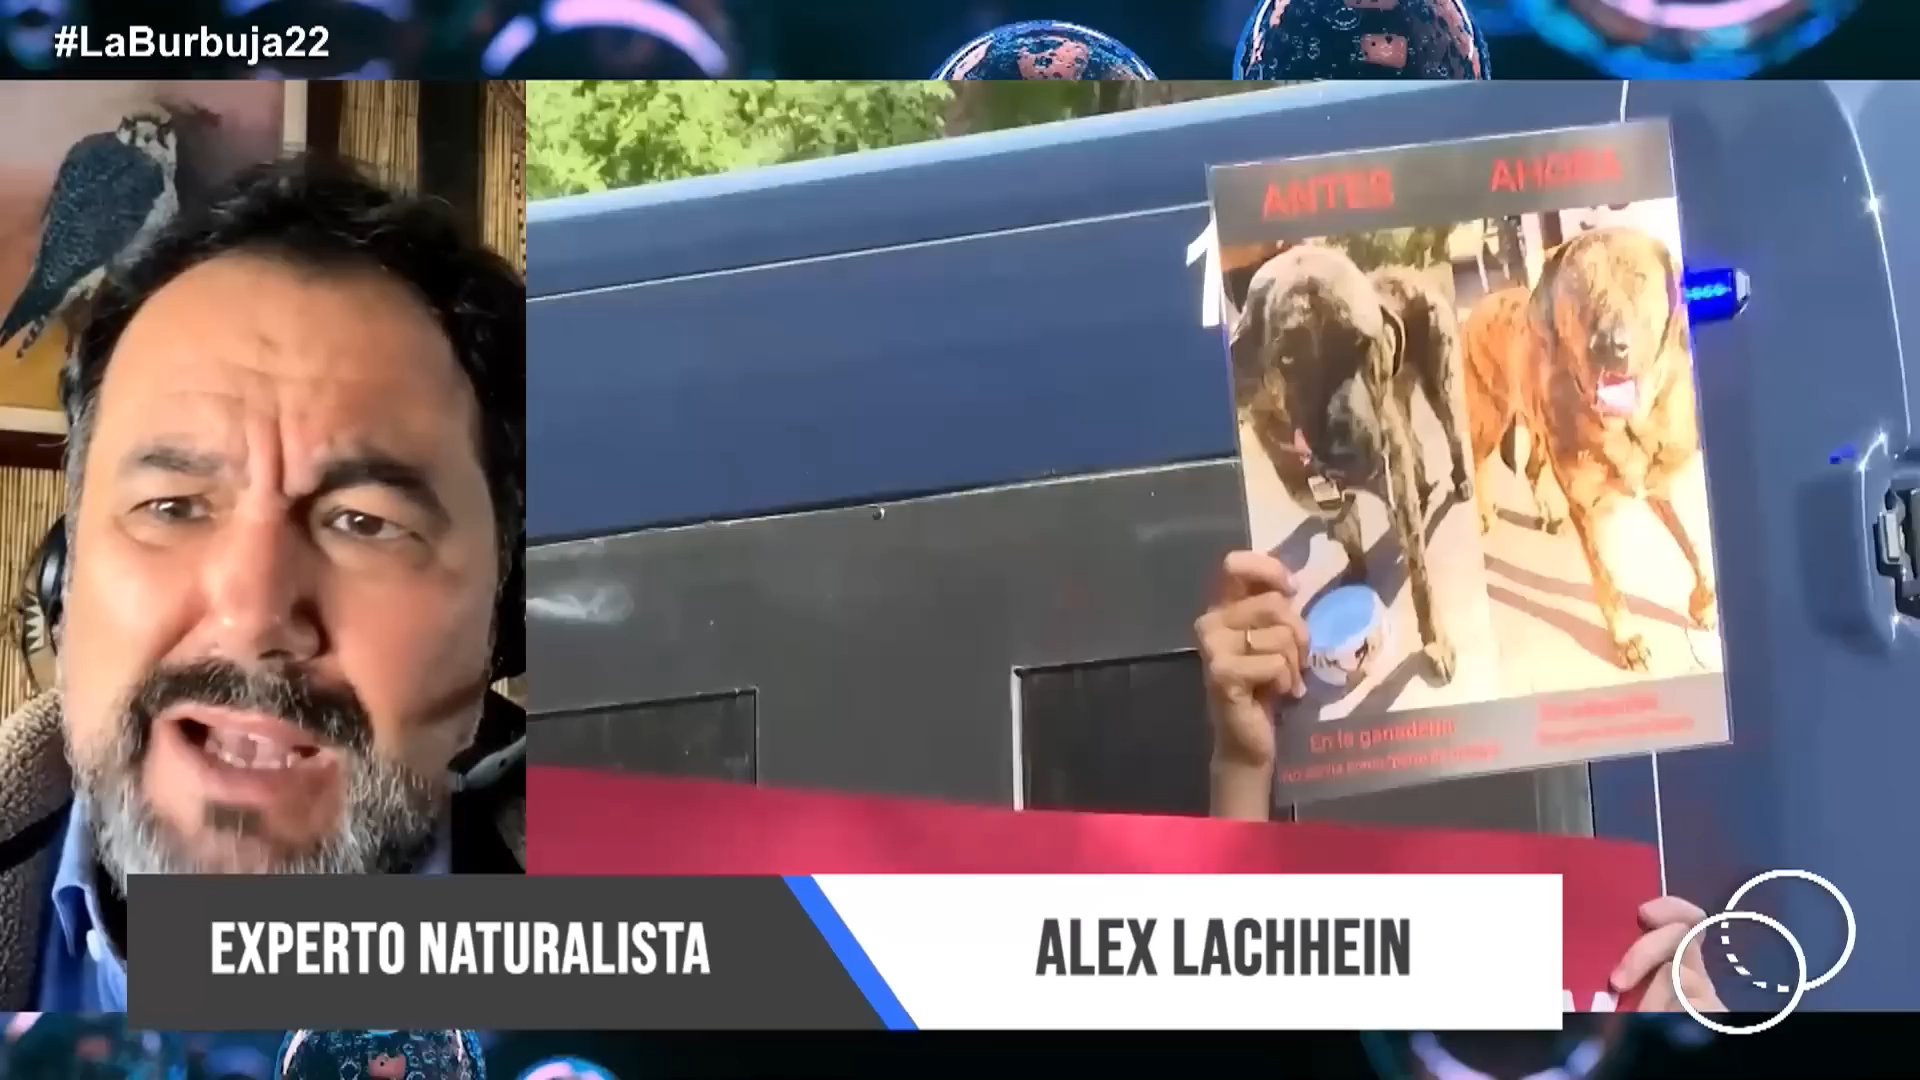 #LaBurbuja22
ANTES
AHORA
En la ganadería
EXPERTO NATURALISTA
ALEX LACHHEIN